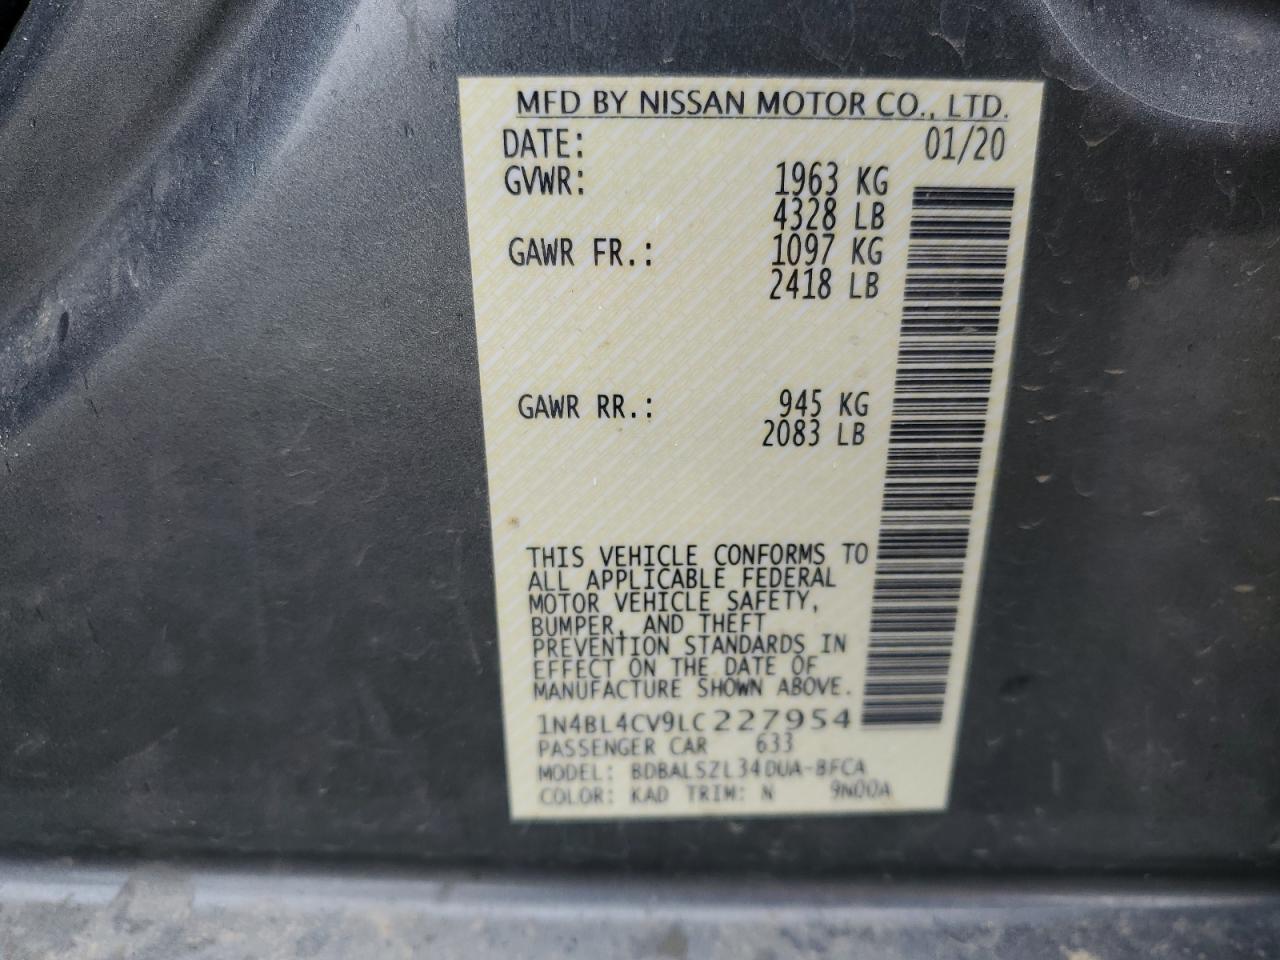 MFD BY NISSAN MOTOR CO., LTD.
DATE: 01/20
GVWR: 1963 KG
4328 LB
GAWR FR.: 1097 KG
2418 LB
GAWR RR.: 945 KG
2083 LB
THIS VEHICLE CONFORMS TO
ALL APPLICABLE FEDERAL
MOTOR VEHICLE SAFETY,
BUMPER, AND THEFT
PREVENTION STANDARDS IN
EFFECT ON THE DATE OF
MANUFACTURE SHOWN ABOVE.
1N4BL4CV9LC227954
PASSENGER CAR 633
MODEL: BDBALSZL34DUA-BFCA
COLOR: KAD TRIM: N 9N00A